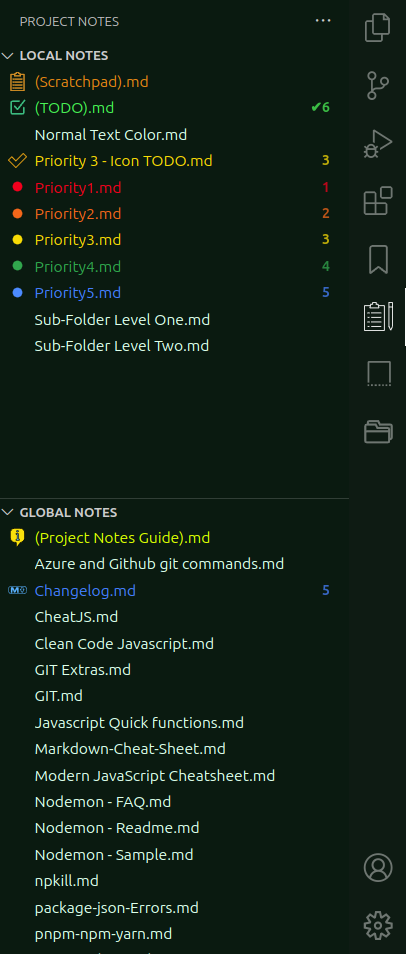 PROJECT NOTES
LOCAL NOTES
(Scratchpad).md
(TODO).md ✔6
Normal Text Color.md
Priority 3 - Icon TODO.md 3
Priority1.md 1
Priority2.md 2
Priority3.md 3
Priority4.md 4
Priority5.md 5
Sub-Folder Level One.md
Sub-Folder Level Two.md
GLOBAL NOTES
(Project Notes Guide).md
Azure and Github git commands.md
Changelog.md 5
CheatJS.md
Clean Code Javascript.md
GIT Extras.md
GIT.md
Javascript Quick functions.md
Markdown-Cheat-Sheet.md
Modern JavaScript Cheatsheet.md
Nodemon - FAQ.md
Nodemon - Readme.md
Nodemon - Sample.md
npkill.md
package-json-Errors.md
pnpm-npm-yarn.md